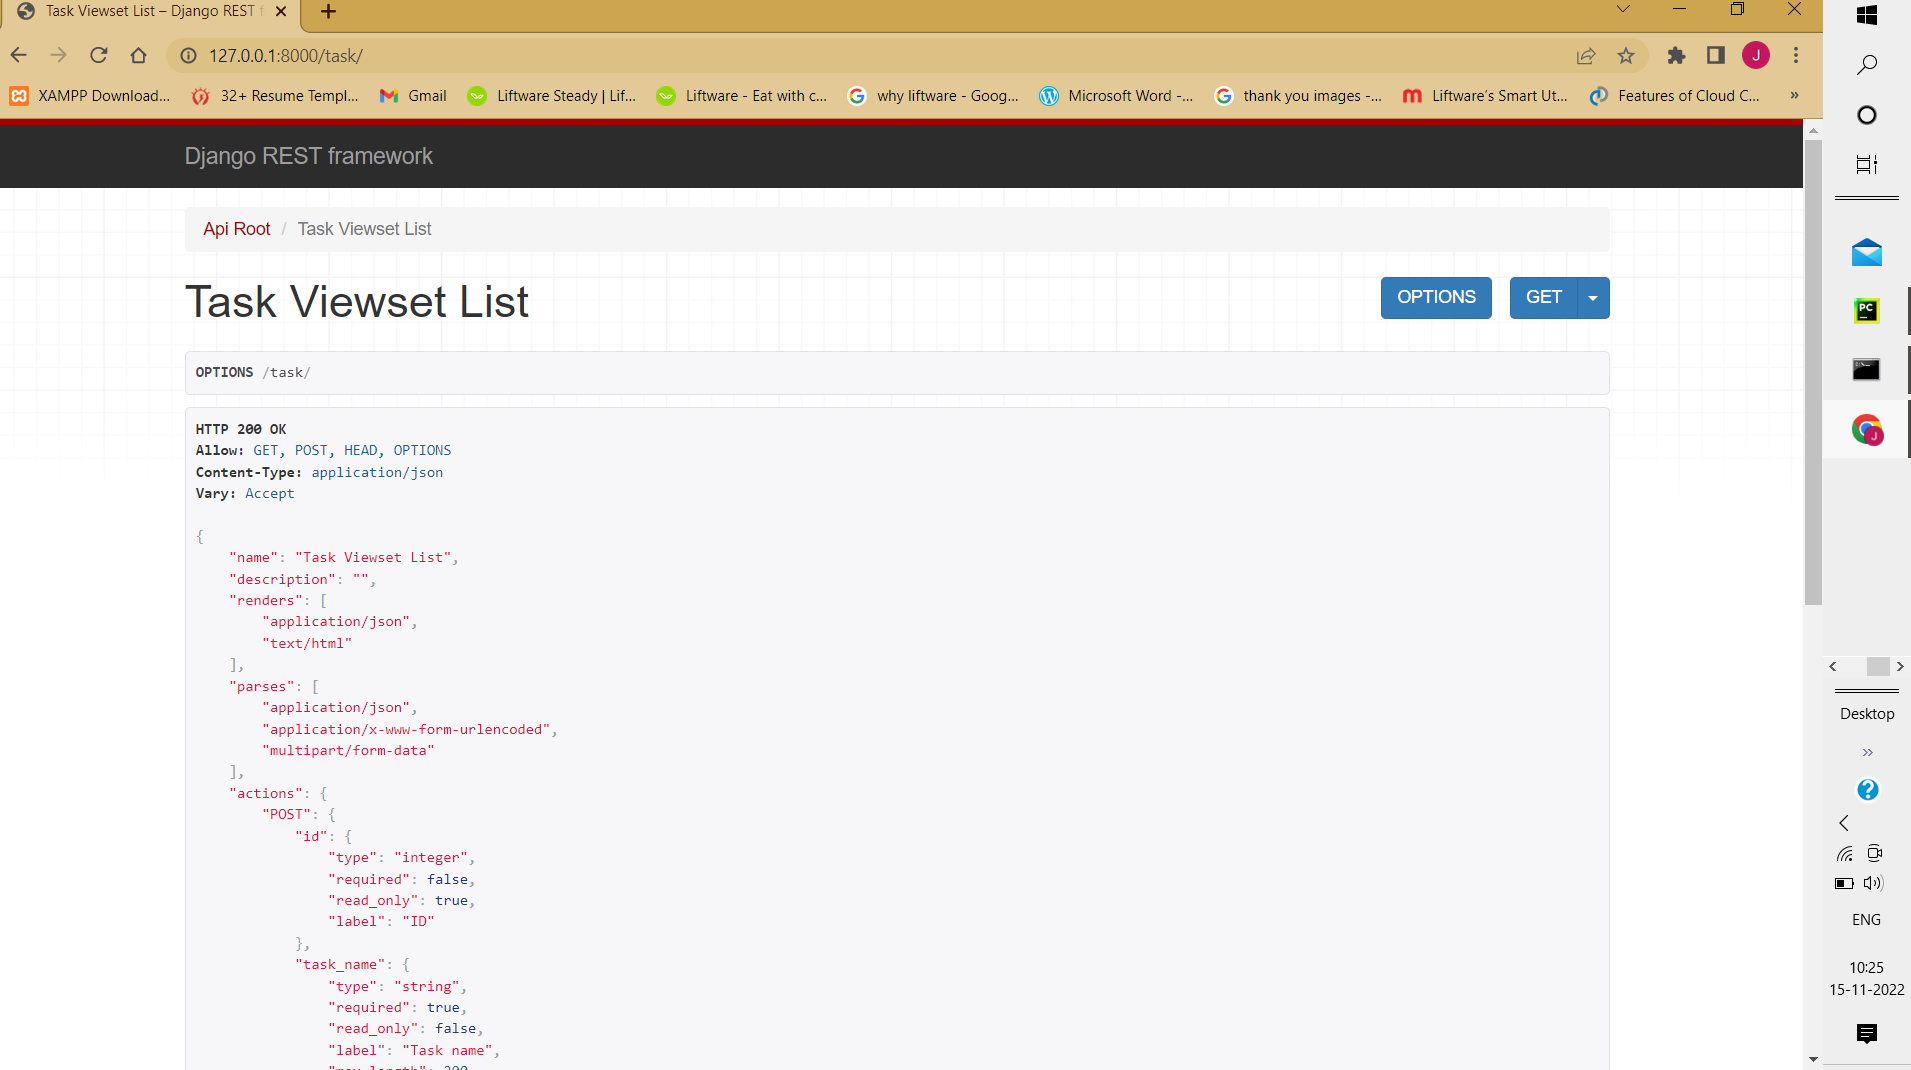 Task Viewset List – Django REST f
127.0.0.1:8000/task/
J
XAMPP Download...
32+ Resume Templ...
Gmail
Liftware Steady | Lif...
Liftware - Eat with c...
why liftware - Goog...
Microsoft Word -...
thank you images -...
Liftware's Smart Ut...
Features of Cloud C...
»
Django REST framework
Api Root / Task Viewset List
Task Viewset List
OPTIONS
GET
OPTIONS /task/
HTTP 200 OK
Allow: GET, POST, HEAD, OPTIONS
Content-Type: application/json
Vary: Accept
{
"name": "Task Viewset List",
"description": "",
"renders": [
"application/json",
"text/html"
],
"parses": [
"application/json",
"application/x-www-form-urlencoded",
"multipart/form-data"
],
"actions": {
"POST": {
"id": {
"type": "integer",
"required": false,
"read_only": true,
"label": "ID"
},
"task_name": {
"type": "string",
"required": true,
"read_only": false,
"label": "Task name",
PC
J
Desktop
»
ENG
10:25
15-11-2022